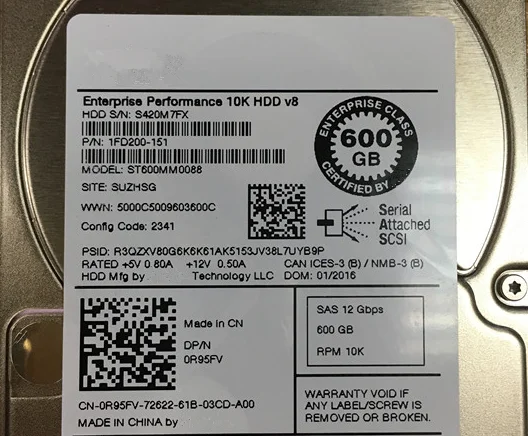 Enterprise Performance 10K HDD v8
HDD S/N: S420M7FX
P/N: 1FD200-151
MODEL: ST600MM0088
SITE: SUZHSG
WWN: 5000C5009603600C
Config Code: 2341
ENTERPRISE CLASS
600
GB
CERTIFIED BY
Serial
Attached
SCSI
PSID: R3QZXV80G6K6K61AK5153JV38L7UYB9P
RATED +5V 0.80A +12V 0.50A CAN ICES-3 (B) / NMB-3 (B)
HDD Mfg by Technology LLC DOM: 01/2016
Made in CN
DP/N
0R95FV
CN-0R95FV-72622-61B-03CD-A00
MADE IN CHINA by
SAS 12 Gbps
600 GB
RPM 10K
WARRANTY VOID IF
ANY LABEL/SCREW IS
REMOVED OR BROKEN.